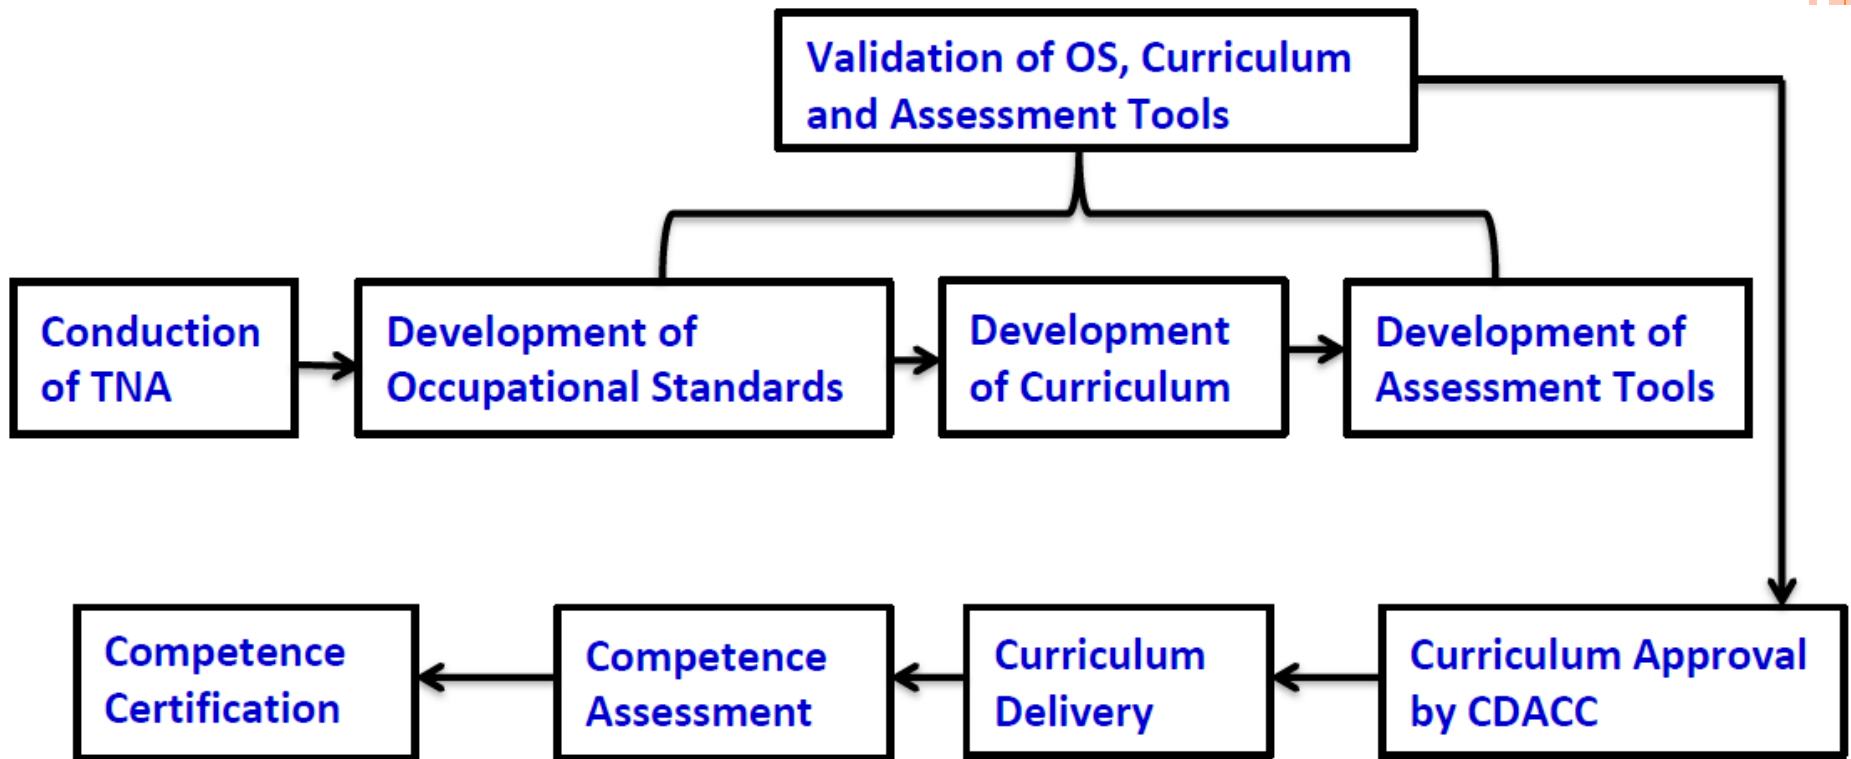 Validation of OS, Curriculum
and Assessment Tools
Conduction
of TNA
Development of
Occupational Standards
Development
of Curriculum
Development of
Assessment Tools
Competence
Certification
Competence
Assessment
Curriculum
Delivery
Curriculum Approval
by CDACC